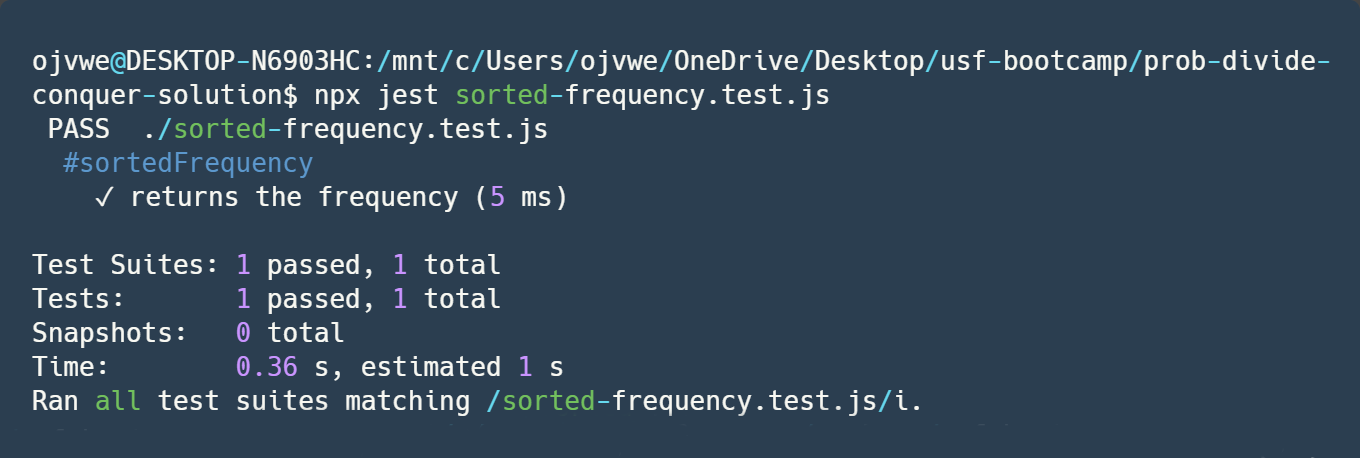 ojvwe@DESKTOP-N6903HC:/mnt/c/Users/ojvwe/OneDrive/Desktop/usf-bootcamp/prob-divide-
conquer-solution$ npx jest sorted-frequency.test.js
PASS ./sorted-frequency.test.js
#sortedFrequency
✓ returns the frequency (5 ms)
Test Suites: 1 passed, 1 total
Tests: 1 passed, 1 total
Snapshots: 0 total
Time: 0.36 s, estimated 1 s
Ran all test suites matching /sorted-frequency.test.js/i.